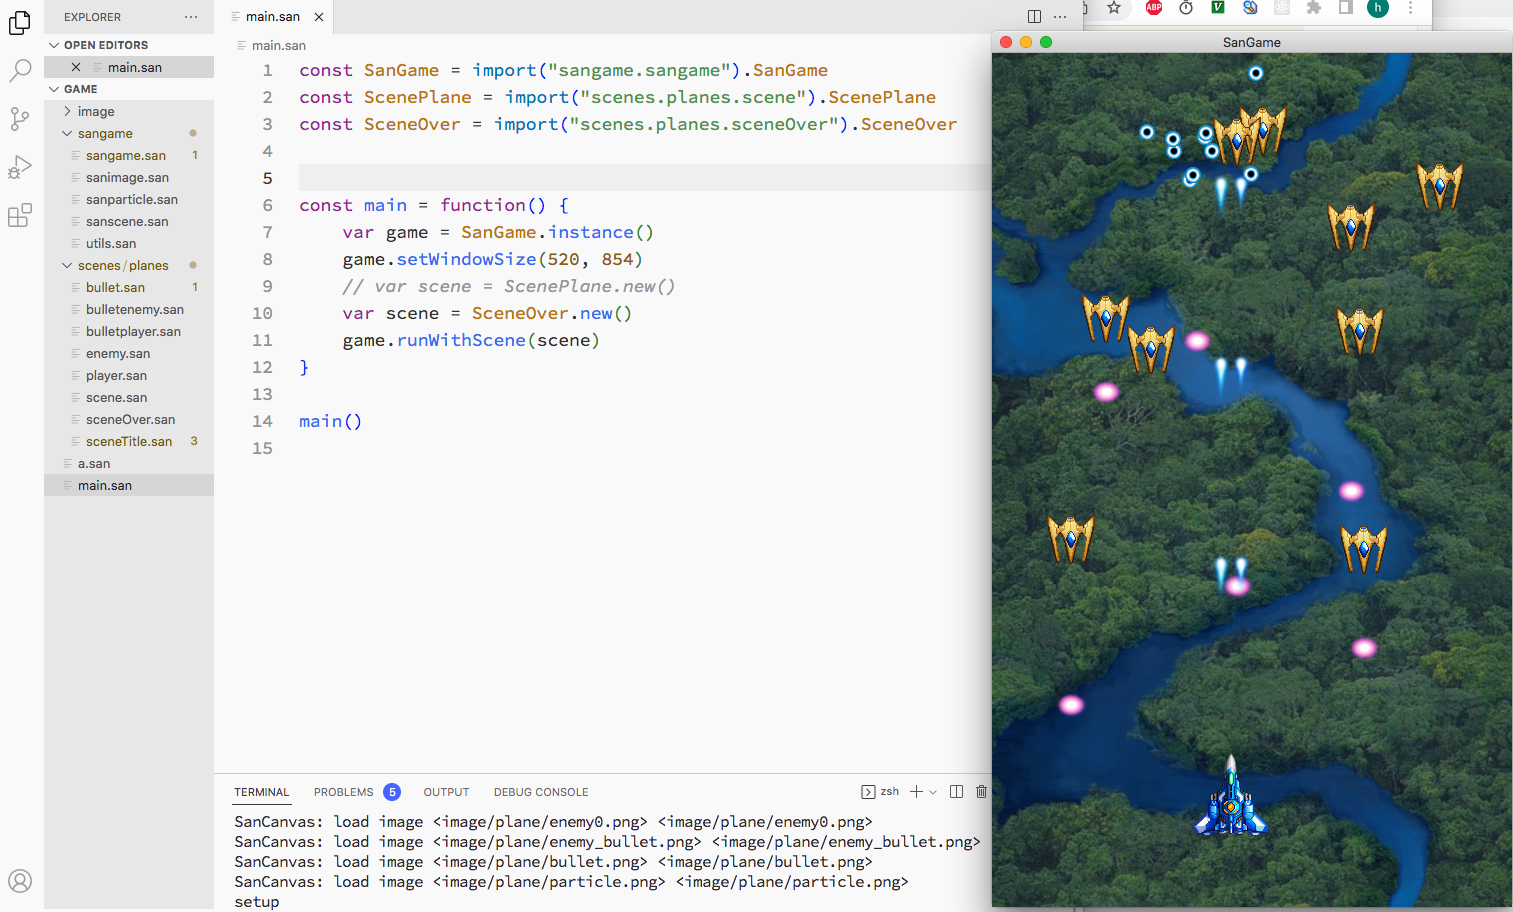 EXPLORER
OPEN EDITORS
main.san
GAME
image
sangame
sangame.san 1
sanimage.san
sanparticle.san
sanscene.san
utils.san
scenes/planes
bullet.san 1
bulletenemy.san
bulletplayer.san
enemy.san
player.san
scene.san
sceneOver.san
sceneTitle.san 3
a.san
main.san
main.san
main.san
1 const SanGame = import("sangame.sangame").SanGame
2 const ScenePlane = import("scenes.planes.scene").ScenePlane
3 const SceneOver = import("scenes.planes.sceneOver").SceneOver
4
5
6 const main = function() {
7 var game = SanGame.instance()
8 game.setWindowSize(520, 854)
9 // var scene = ScenePlane.new()
10 var scene = SceneOver.new()
11 game.runWithScene(scene)
12 }
13
14 main()
15
TERMINAL PROBLEMS 5 OUTPUT DEBUG CONSOLE zsh
SanCanvas: load image <image/plane/enemy0.png> <image/plane/enemy0.png>
SanCanvas: load image <image/plane/enemy_bullet.png> <image/plane/enemy_bullet.png>
SanCanvas: load image <image/plane/bullet.png> <image/plane/bullet.png>
SanCanvas: load image <image/plane/particle.png> <image/plane/particle.png>
setup
ABP V h
SanGame